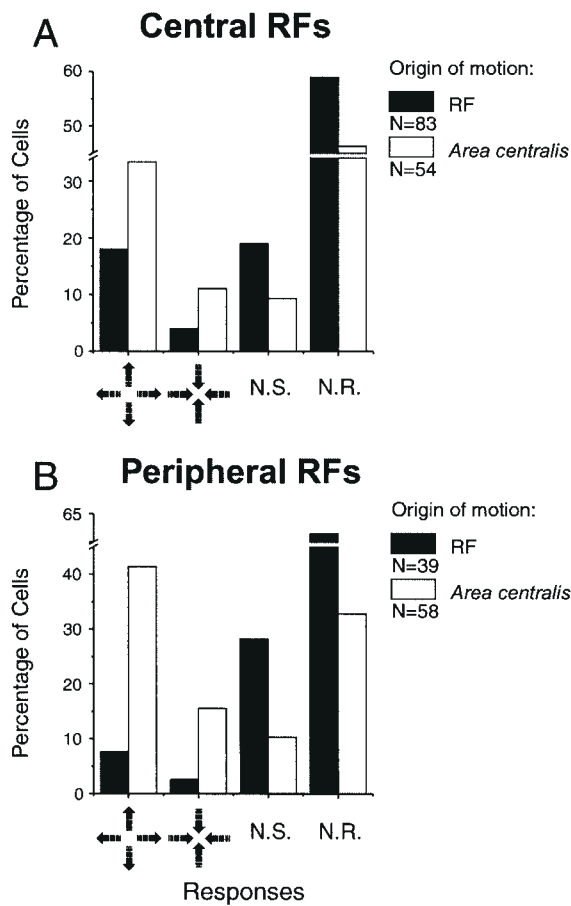 A Central RFs
Origin of motion:
RF
N=83
Area centralis
N=54
Percentage of Cells
60
50
30
20
10
0
N.S. N.R.
B Peripheral RFs
Origin of motion:
RF
N=39
Area centralis
N=58
Percentage of Cells
65
40
30
20
10
0
N.S. N.R.
Responses